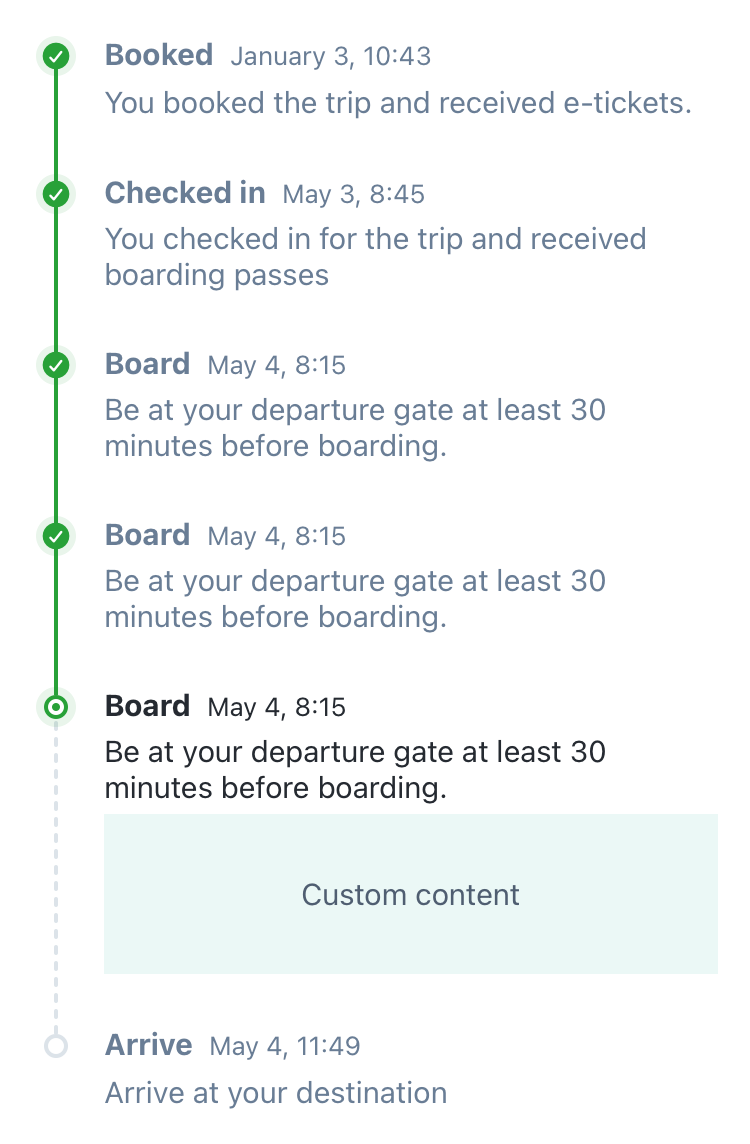 Booked January 3, 10:43
You booked the trip and received e-tickets.
Checked in May 3, 8:45
You checked in for the trip and received
boarding passes
Board May 4, 8:15
Be at your departure gate at least 30
minutes before boarding.
Board May 4, 8:15
Be at your departure gate at least 30
minutes before boarding.
Board May 4, 8:15
Be at your departure gate at least 30
minutes before boarding.
Custom content
Arrive May 4, 11:49
Arrive at your destination